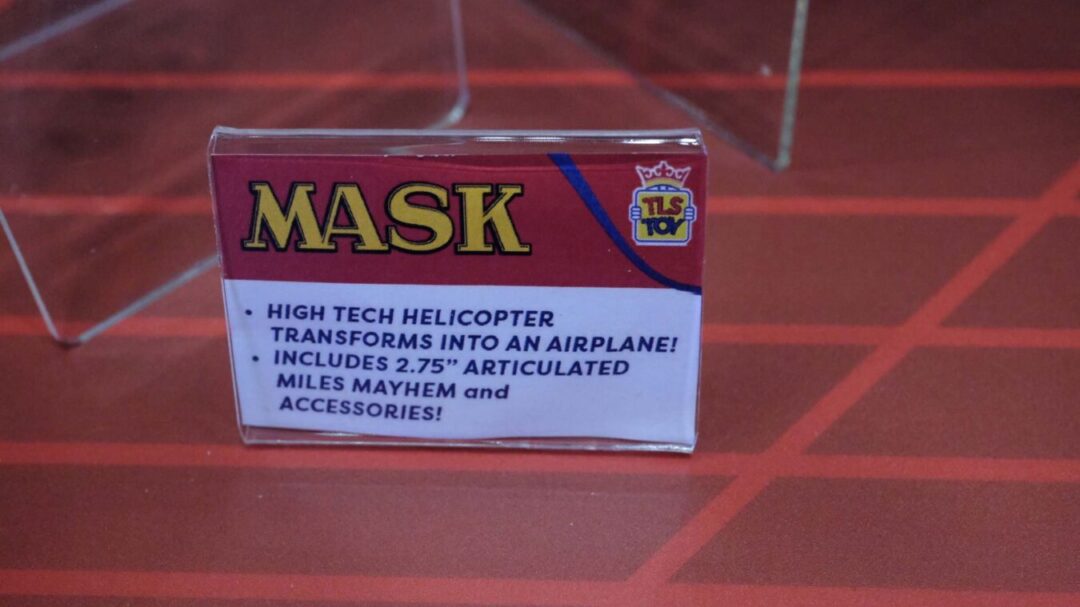 MASK
TLS
TOY
• HIGH TECH HELICOPTER
TRANSFORMS INTO AN AIRPLANE!
• INCLUDES 2.75” ARTICULATED
MILES MAYHEM and
ACCESSORIES!